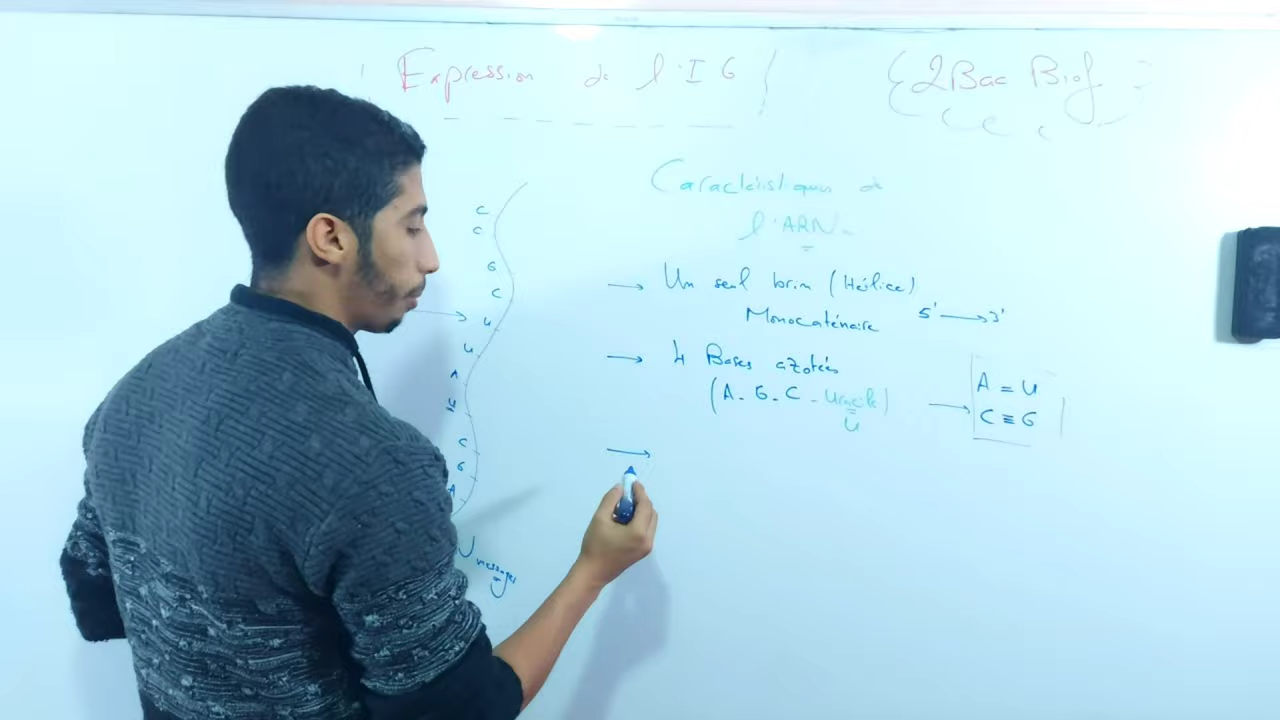 Expression de l'IG
{2Bac Biof}
C
C
G
C
U
U
A
U
C
G
A
messager
Caractéristiques de
l'ARN
→ Un seul brin (Hélice)
Monocaténaire 5' → 3'
→ 4 Bases azotées
(A - G - C - Uracile) → A = U
U
C ≡ G
→